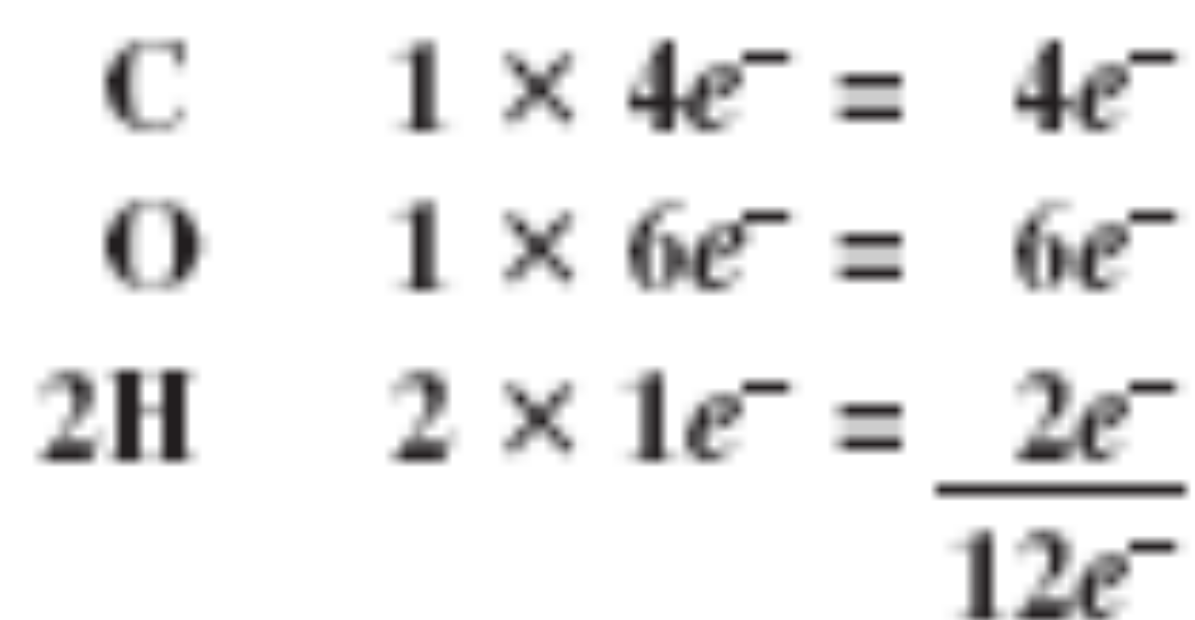 C 1 × 4e⁻ = 4e⁻
O 1 × 6e⁻ = 6e⁻
2H 2 × 1e⁻ = 2e⁻
12e⁻